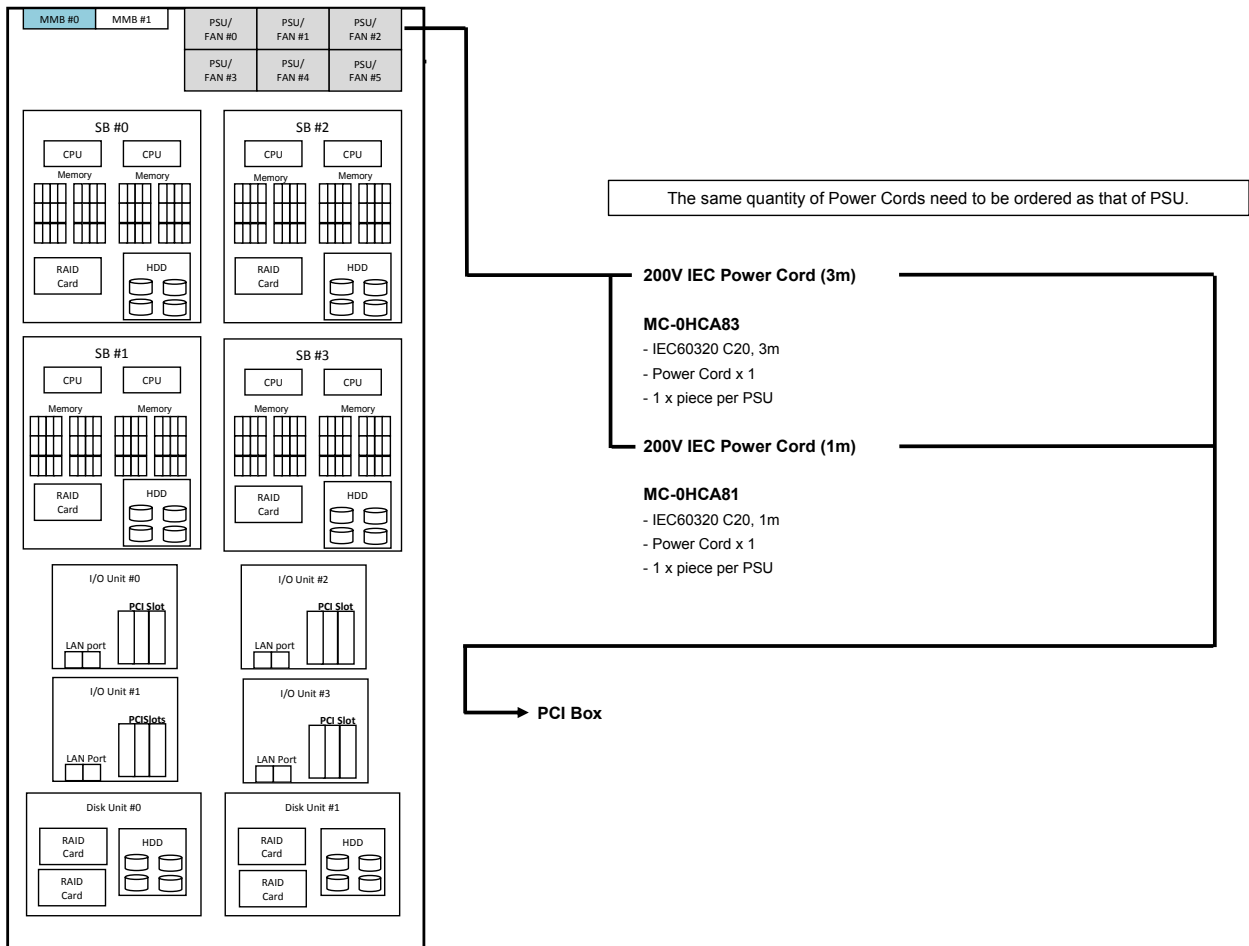 MMB #0 MMB #1
PSU/ FAN #0 PSU/ FAN #1 PSU/ FAN #2
PSU/ FAN #3 PSU/ FAN #4 PSU/ FAN #5
SB #0
CPU CPU
Memory Memory
RAID Card
HDD
SB #2
CPU CPU
Memory Memory
RAID Card
HDD
SB #1
CPU CPU
Memory Memory
RAID Card
HDD
SB #3
CPU CPU
Memory Memory
RAID Card
HDD
I/O Unit #0
PCI Slot
LAN port
I/O Unit #2
PCI Slot
LAN port
I/O Unit #1
PCISlots
LAN Port
I/O Unit #3
PCI Slot
LAN Port
Disk Unit #0
RAID Card
HDD
RAID Card
Disk Unit #1
RAID Card
HDD
RAID Card
The same quantity of Power Cords need to be ordered as that of PSU.
200V IEC Power Cord (3m)
MC-0HCA83
- IEC60320 C20, 3m
- Power Cord x 1
- 1 x piece per PSU
200V IEC Power Cord (1m)
MC-0HCA81
- IEC60320 C20, 1m
- Power Cord x 1
- 1 x piece per PSU
PCI Box